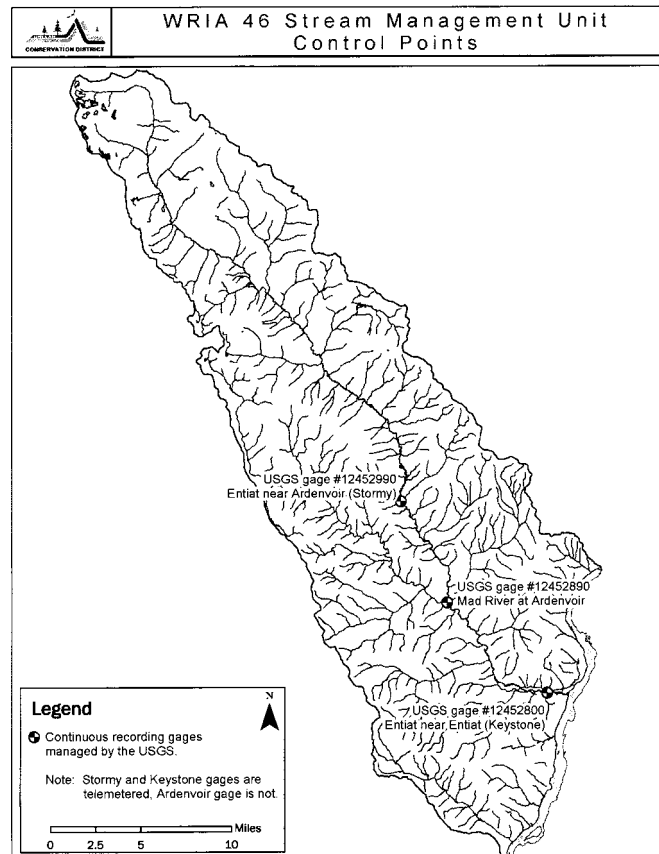 WRIA 46 Stream Management Unit
Control Points
CONSERVATION DISTRICT
USGS gage #12452990
Entiat near Ardenvoir (Stormy)
USGS gage #12452890
Mad River at Ardenvoir
USGS gage #12452800
Entiat near Entiat (Keystone)
Legend
N
Continuous recording gages
managed by the USGS.
Note: Stormy and Keystone gages are
telemetered, Ardenvoir gage is not.
Miles
0 2.5 5 10